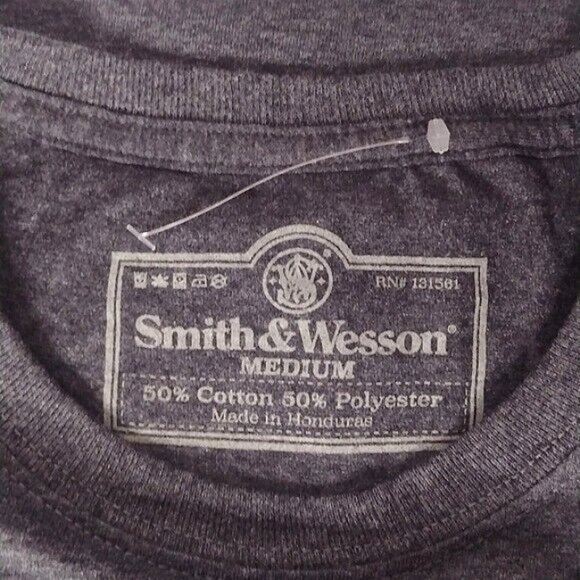 RN# 131561
Smith & Wesson®
MEDIUM
50% Cotton 50% Polyester
Made in Honduras